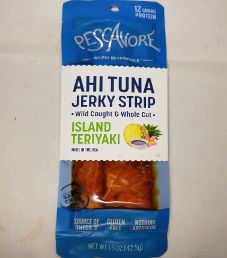 12 GRAMS
PROTEIN
PESCAVORE
AHI TUNA
JERKY STRIP
• Wild Caught & Whole Cut •
ISLAND
TERIYAKI
MADE IN THE USA
SOURCE OF
OMEGA 3
GLUTEN
FREE
NOTHING
ARTIFICIAL
NET WT 1.5 OZ (42.5g)